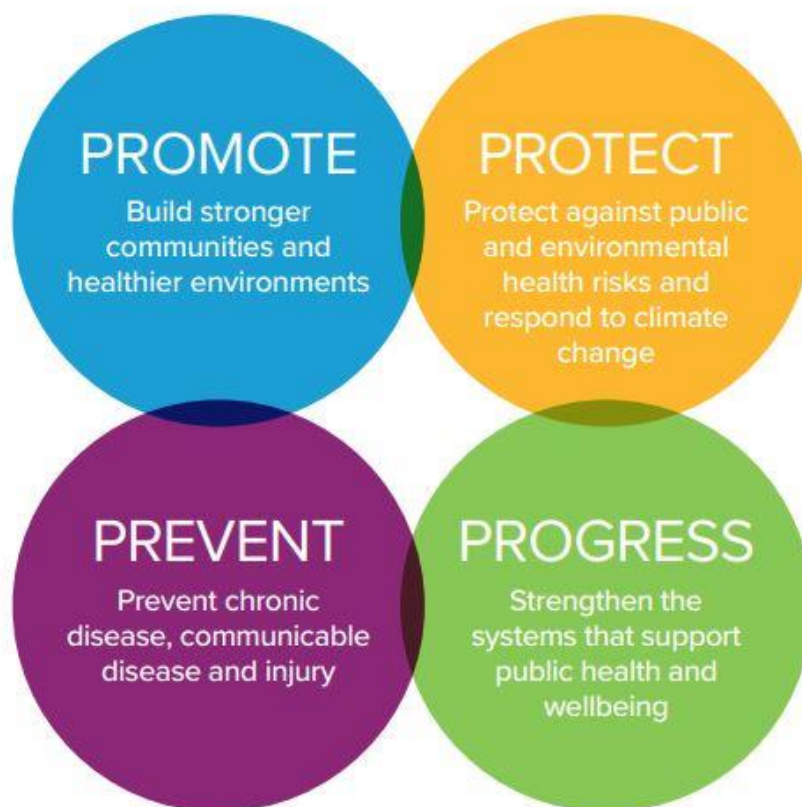 PROMOTE
Build stronger
communities and
healthier environments
PROTECT
Protect against public
and environmental
health risks and
respond to climate
change
PREVENT
Prevent chronic
disease, communicable
disease and injury
PROGRESS
Strengthen the
systems that support
public health and
wellbeing